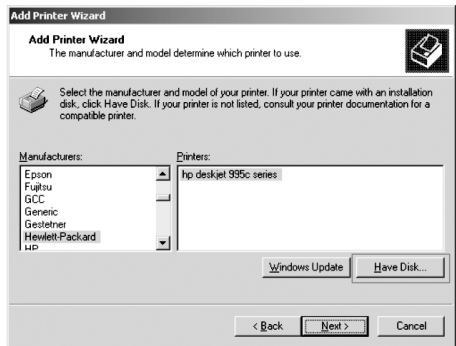 Add Printer Wizard
Add Printer Wizard
The manufacturer and model determine which printer to use.
Select the manufacturer and model of your printer. If your printer came with an installation
disk, click Have Disk. If your printer is not listed, consult your printer documentation for a
compatible printer.
Manufacturers:
Epson
Fujitsu
GCC
Generic
Gestetner
Hewlett-Packard
HP
Printers:
hp deskjet 995c series
Windows Update
Have Disk...
< Back
Next >
Cancel